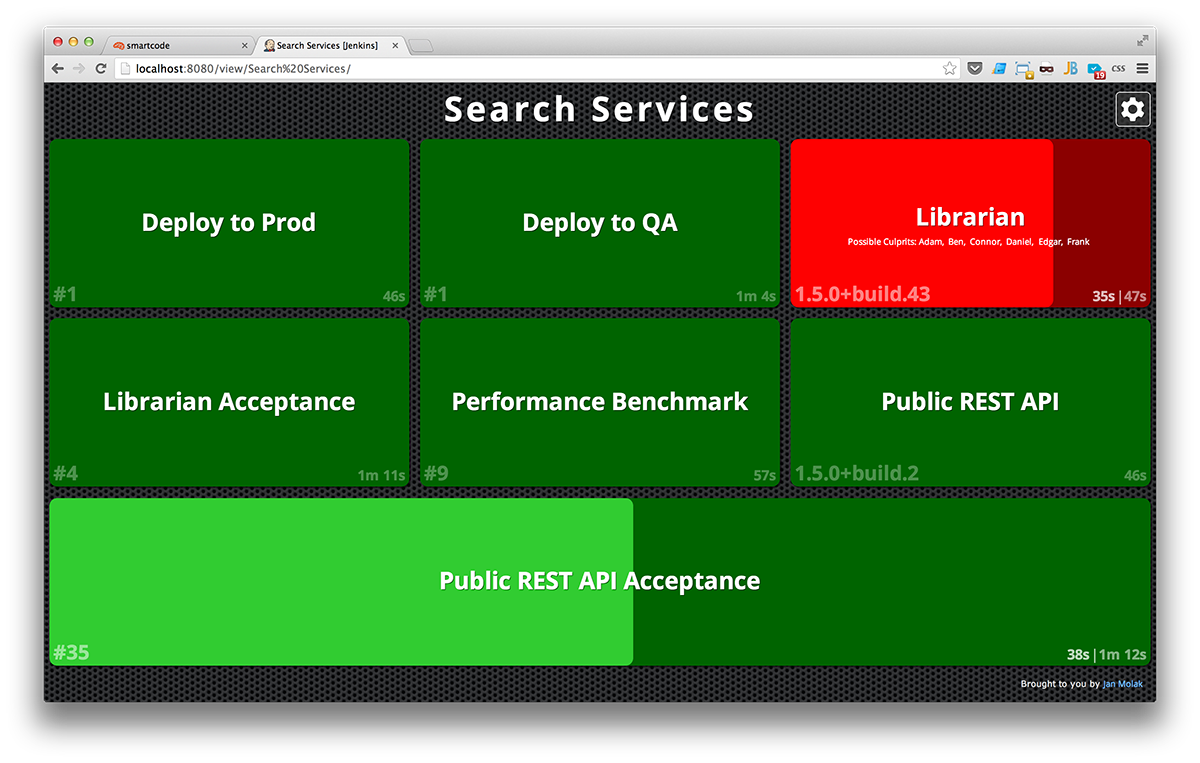 smartcode
Search Services [Jenkins]
localhost:8080/view/Search%20Services/
JB
19
CSS
Search Services
Deploy to Prod
#1
46s
Deploy to QA
#1
1m 4s
Librarian
Possible Culprits: Adam, Ben, Connor, Daniel, Edgar, Frank
1.5.0+build.43
35s|47s
Librarian Acceptance
#4
1m 11s
Performance Benchmark
#9
57s
Public REST API
1.5.0+build.2
46s
Public REST API Acceptance
#35
38s|1m 12s
Brought to you by Jan Molak